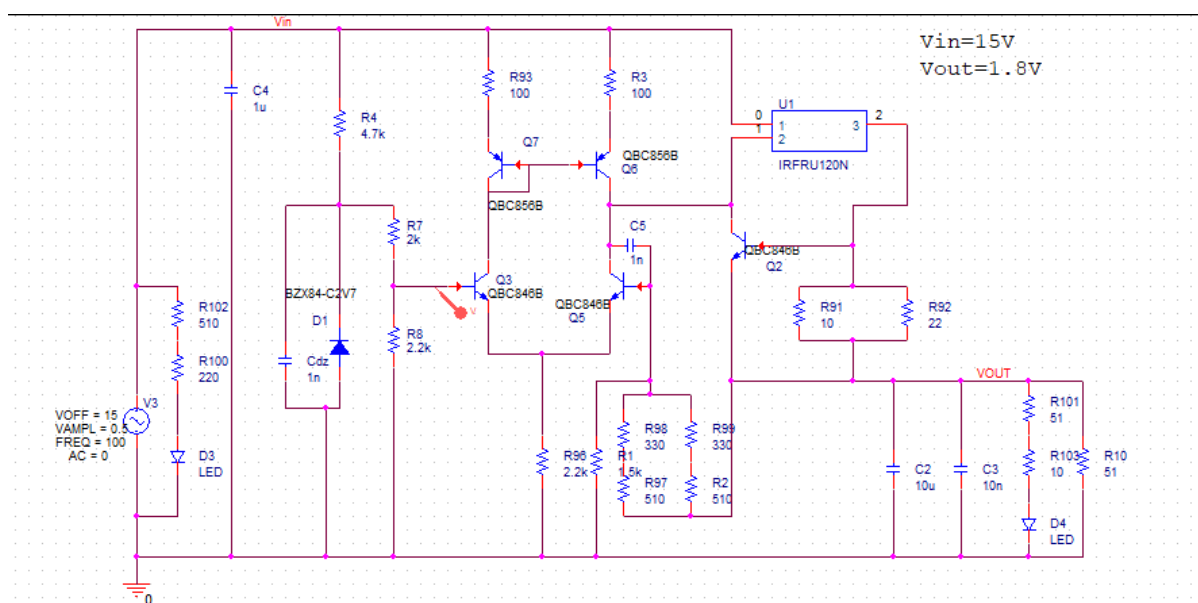 Vin
Vin=15V
Vout=1.8V
C4
1u
R4
4.7k
R93
100
R3
100
U1
0
1
1
2
3
2
IRFRU120N
Q7
QBC856B
QBC856B
Q6
R7
2k
C5
1n
QBC846B
Q2
Q3
QBC846B
QBC846B
Q5
V
BZX84-C2V7
D1
Cdz
1n
R8
2.2k
R102
510
R100
220
R91
10
R92
22
VOUT
V3
VOFF = 15
VAMPL = 0.5
FREQ = 100
AC = 0
D3
LED
R96
2.2k
R1
1.5k
R98
330
R99
330
R97
510
R2
510
C2
10u
C3
10n
R101
51
R103
10
R10
51
D4
LED
0